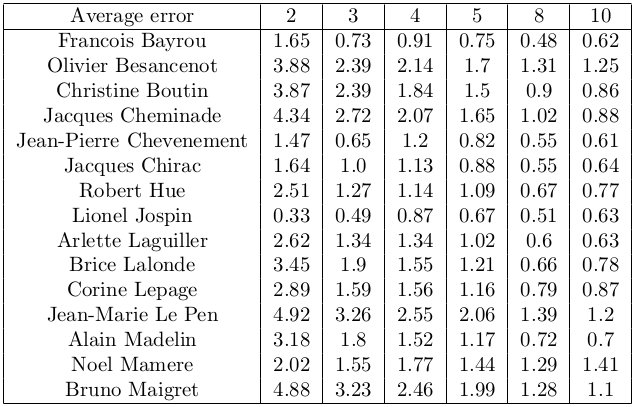 Average error 2 3 4 5 8 10
Francois Bayrou 1.65 0.73 0.91 0.75 0.48 0.62
Olivier Besancenot 3.88 2.39 2.14 1.7 1.31 1.25
Christine Boutin 3.87 2.39 1.84 1.5 0.9 0.86
Jacques Cheminade 4.34 2.72 2.07 1.65 1.02 0.88
Jean-Pierre Chevenement 1.47 0.65 1.2 0.82 0.55 0.61
Jacques Chirac 1.64 1.0 1.13 0.88 0.55 0.64
Robert Hue 2.51 1.27 1.14 1.09 0.67 0.77
Lionel Jospin 0.33 0.49 0.87 0.67 0.51 0.63
Arlette Laguiller 2.62 1.34 1.34 1.02 0.6 0.63
Brice Lalonde 3.45 1.9 1.55 1.21 0.66 0.78
Corine Lepage 2.89 1.59 1.56 1.16 0.79 0.87
Jean-Marie Le Pen 4.92 3.26 2.55 2.06 1.39 1.2
Alain Madelin 3.18 1.8 1.52 1.17 0.72 0.7
Noel Mamere 2.02 1.55 1.77 1.44 1.29 1.41
Bruno Maigret 4.88 3.23 2.46 1.99 1.28 1.1